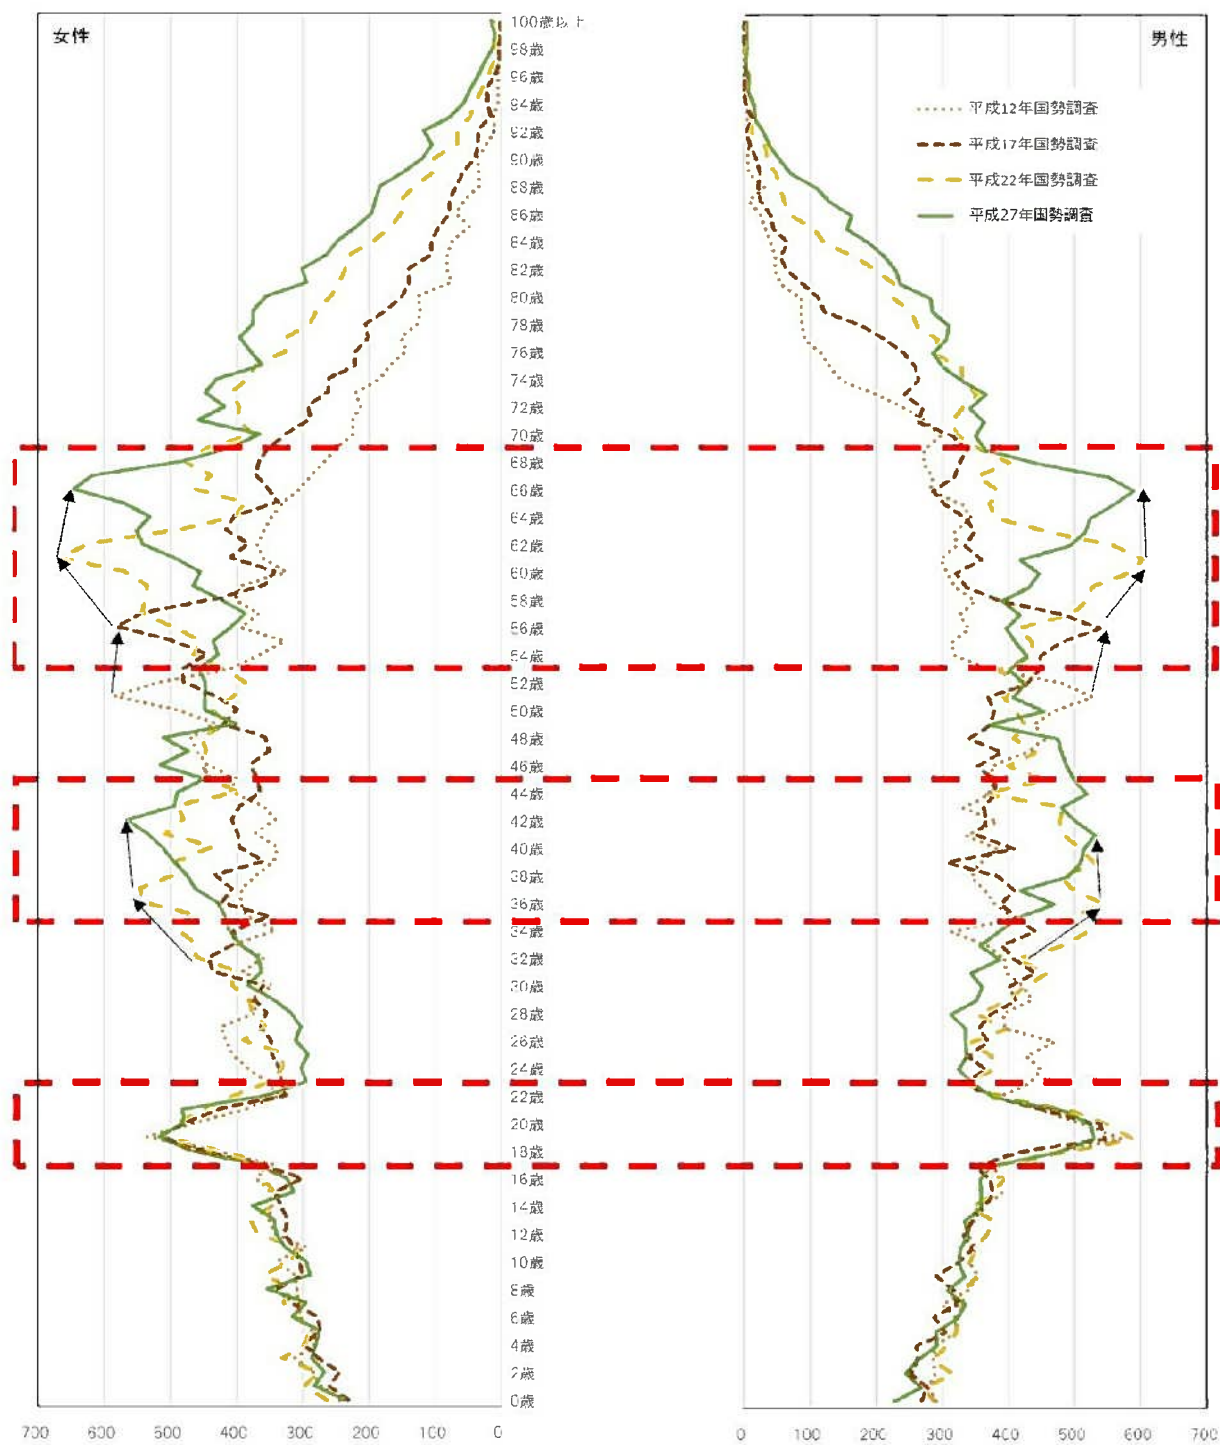 女性
男性
平成12年国勢調査
平成17年国勢調査
平成22年国勢調査
平成27年国勢調査
100歳以上
98歳
96歳
94歳
92歳
90歳
88歳
86歳
84歳
82歳
80歳
78歳
76歳
74歳
72歳
70歳
68歳
66歳
64歳
62歳
60歳
58歳
56歳
54歳
52歳
50歳
48歳
46歳
44歳
42歳
40歳
38歳
36歳
34歳
32歳
30歳
28歳
26歳
24歳
22歳
20歳
18歳
16歳
14歳
12歳
10歳
8歳
6歳
4歳
2歳
0歳
700 600 500 400 300 200 100 0
0 100 200 300 400 500 600 700